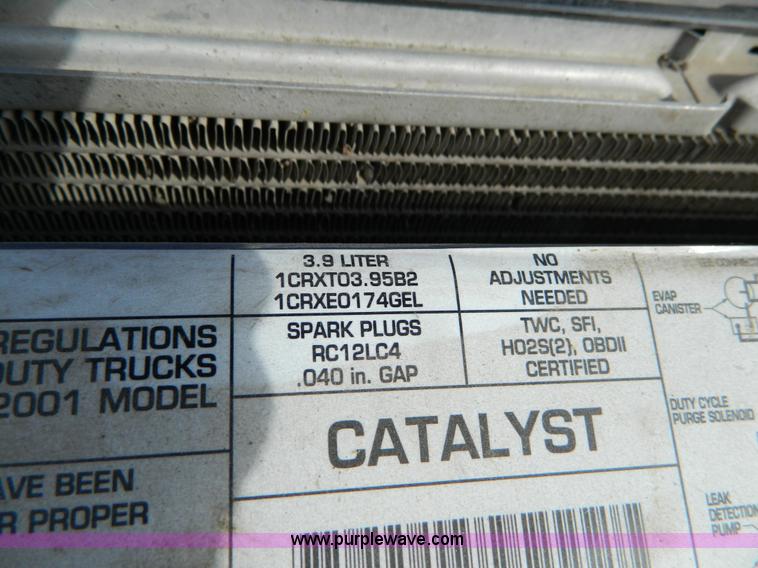 3.9 LITER
1CRXT03.95B2
1CRXE0174GEL
NO
ADJUSTMENTS
NEEDED
SPARK PLUGS
RC12LC4
.040 in. GAP
TWC, SFI,
HO2S(2), OBDII
CERTIFIED
REGULATIONS
DUTY TRUCKS
2001 MODEL
CATALYST
AVE BEEN
R PROPER
EVAP
CANISTER
DUTY CYCLE
PURGE SOLENOID
LEAK
DETECTION
PUMP
www.purplewave.com